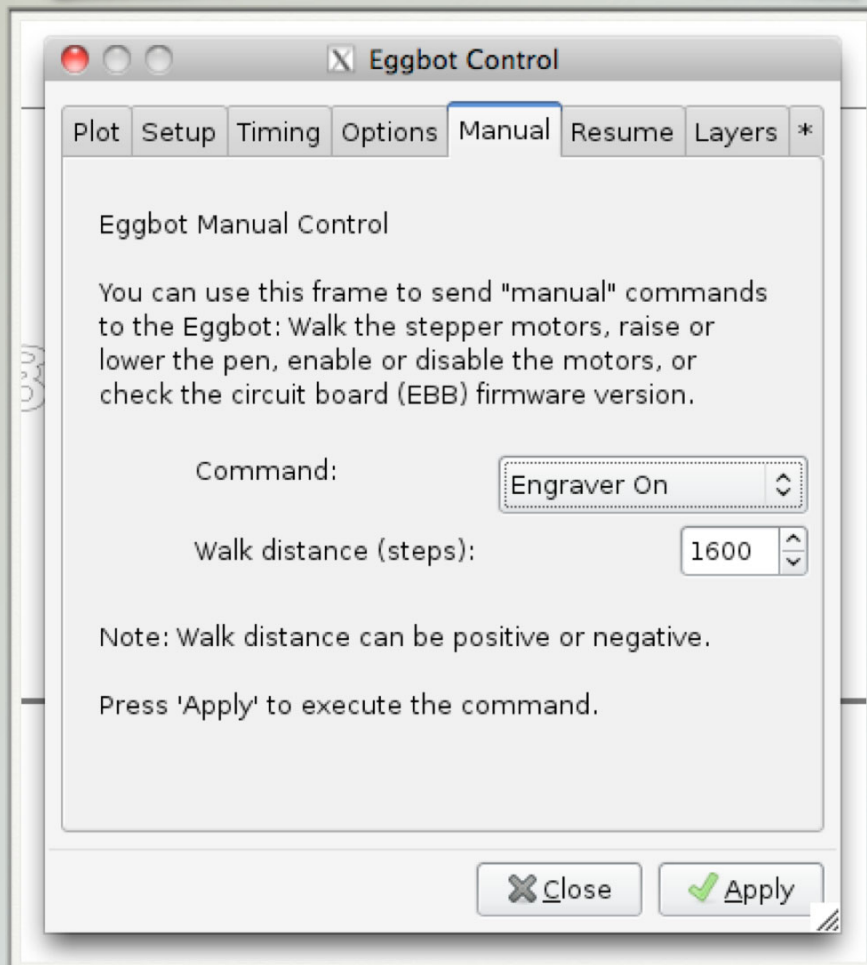 Eggbot Control
Plot Setup Timing Options Manual Resume Layers *
Eggbot Manual Control
You can use this frame to send "manual" commands
to the Eggbot: Walk the stepper motors, raise or
lower the pen, enable or disable the motors, or
check the circuit board (EBB) firmware version.
Command: Engraver On
Walk distance (steps): 1600
Note: Walk distance can be positive or negative.
Press 'Apply' to execute the command.
Close Apply